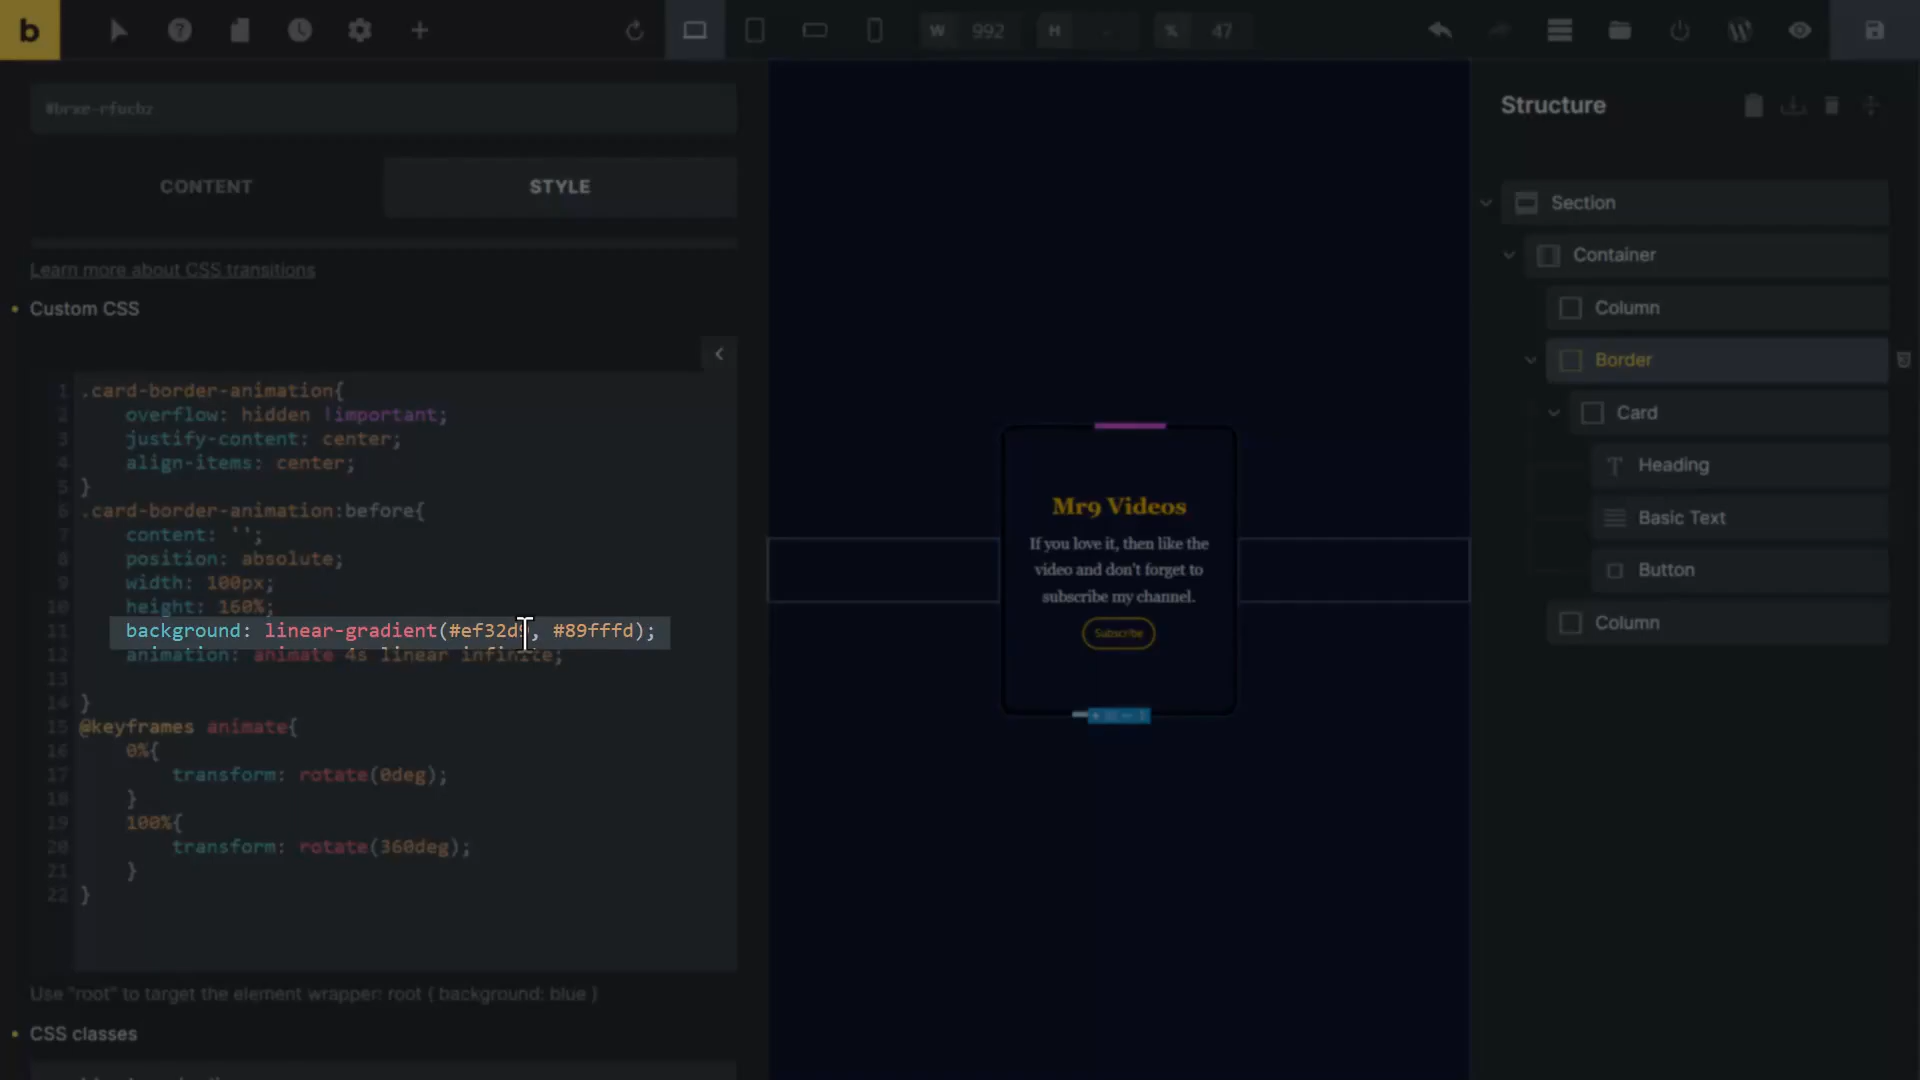 b
W 992 H - % 47
#brxe-rfucbz
CONTENT STYLE
Learn more about CSS transitions
Custom CSS
1 .card-border-animation{
2 overflow: hidden !important;
3 justify-content: center;
4 align-items: center;
5 }
6 .card-border-animation:before{
7 content: '';
8 position: absolute;
9 width: 100px;
10 height: 160%;
11 background: linear-gradient(#ef32d9, #89fffd);
12 animation: animate 4s linear infinite;
13
14 }
15 @keyframes animate{
16 0%{
17 transform: rotate(0deg);
18 }
19 100%{
20 transform: rotate(360deg);
21 }
22 }
Use "root" to target the element wrapper: root { background: blue }
CSS classes
Mr9 Videos
If you love it, then like the
video and don't forget to
subscribe my channel.
Subscribe
Structure
Section
Container
Column
Border
Card
Heading
Basic Text
Button
Column